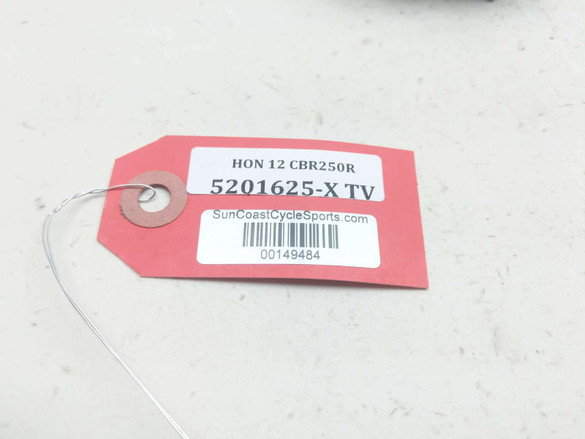 HON 12 CBR250R
5201625-X TV
SunCoastCycleSports.com
00149484